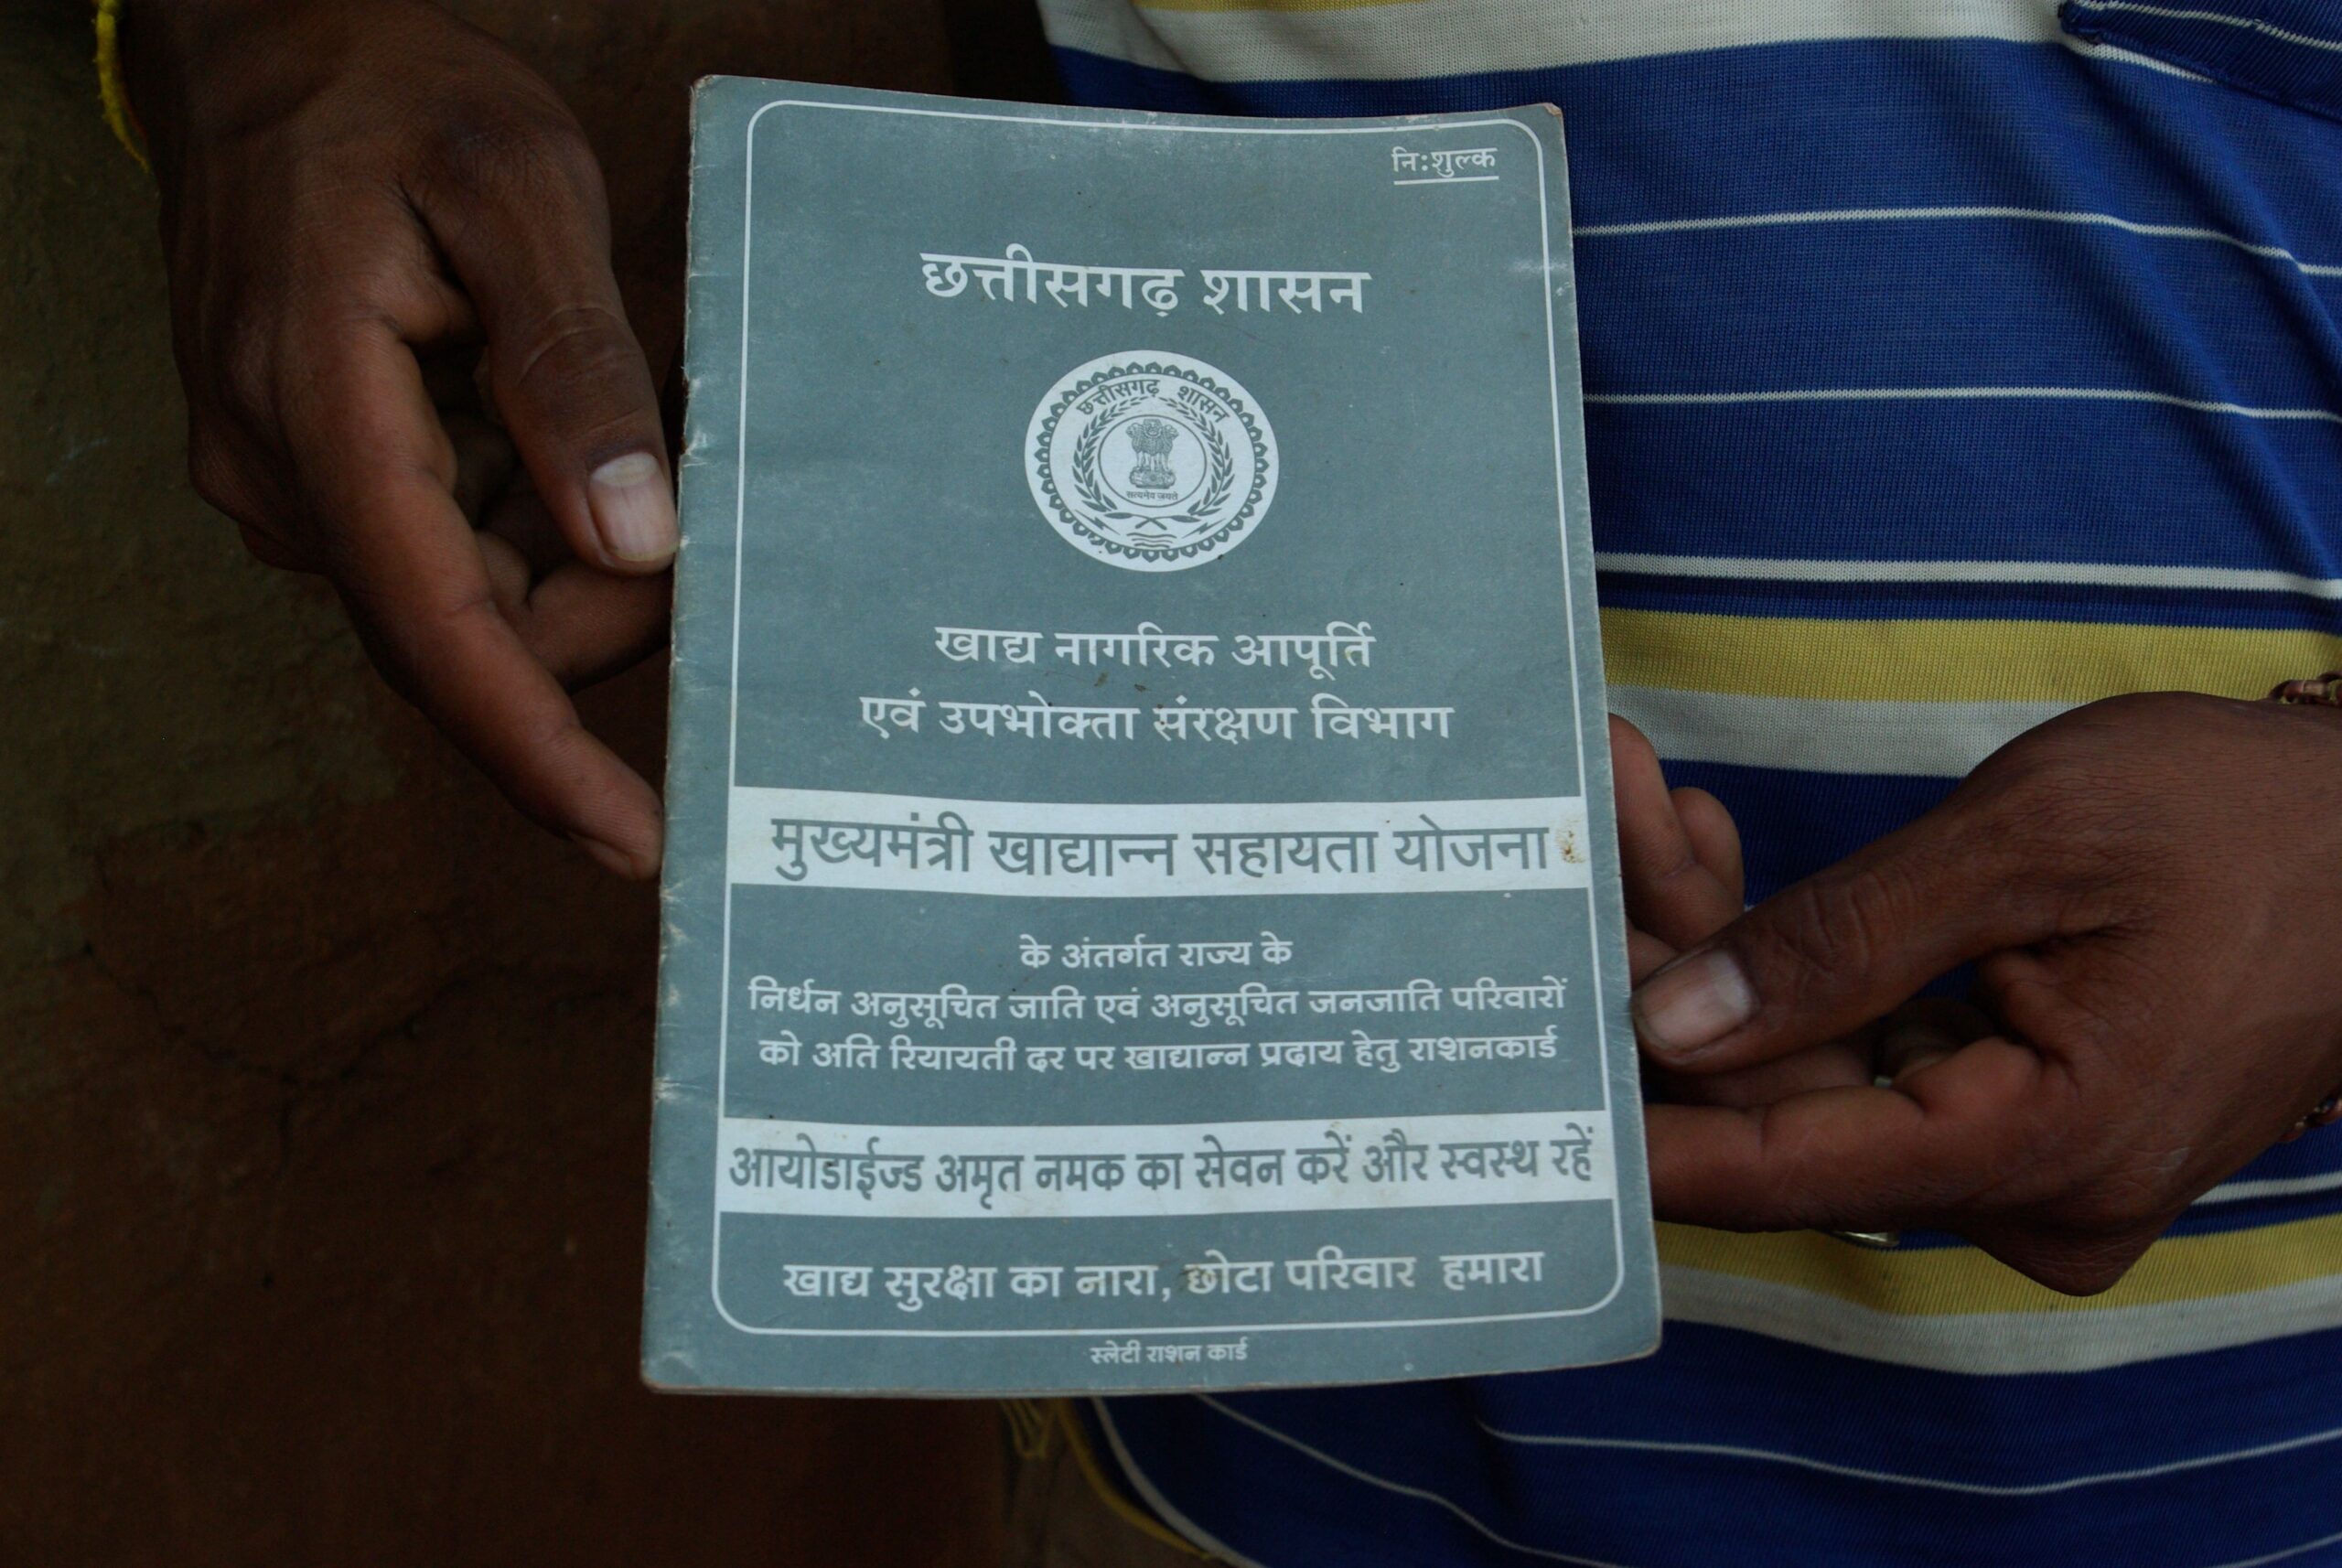 नि:शुल्क
छत्तीसगढ़ शासन
छत्तीसगढ़ शासन
सत्यमेव जयते
खाद्य नागरिक आपूर्ति
एवं उपभोक्ता संरक्षण विभाग
मुख्यमंत्री खाद्यान्न सहायता योजना
के अंतर्गत राज्य के
निर्धन अनुसूचित जाति एवं अनुसूचित जनजाति परिवारों
को अति रियायती दर पर खाद्यान्न प्रदाय हेतु राशनकार्ड
आयोडाईज्ड अमृत नमक का सेवन करें और स्वस्थ रहें
खाद्य सुरक्षा का नारा, छोटा परिवार हमारा
स्लेटी राशन कार्ड